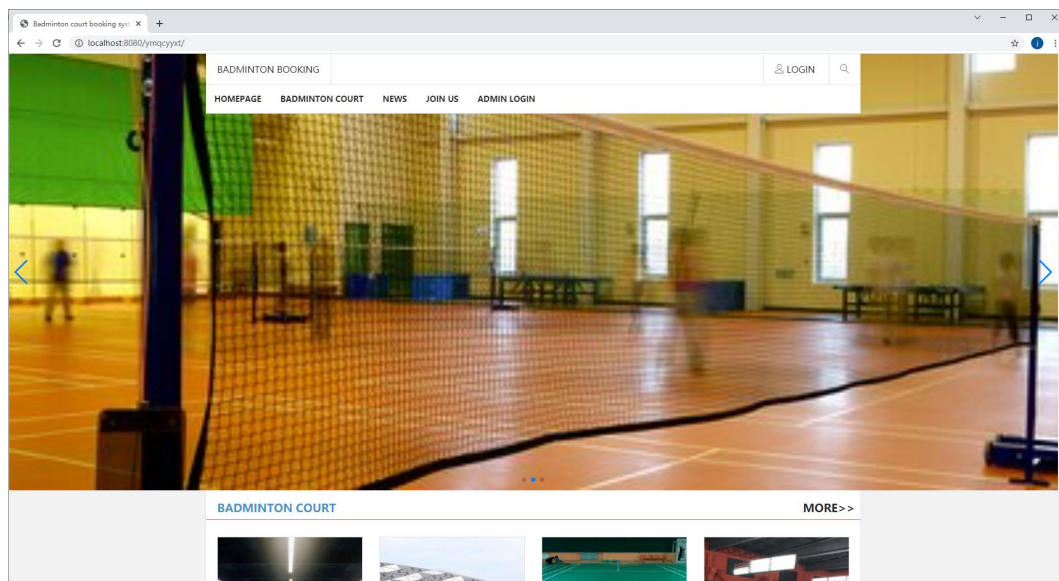 Badminton court booking syst
localhost:8080/ymqcyyxt/
BADMINTON BOOKING
LOGIN
HOMEPAGE BADMINTON COURT NEWS JOIN US ADMIN LOGIN
BADMINTON COURT
MORE>>